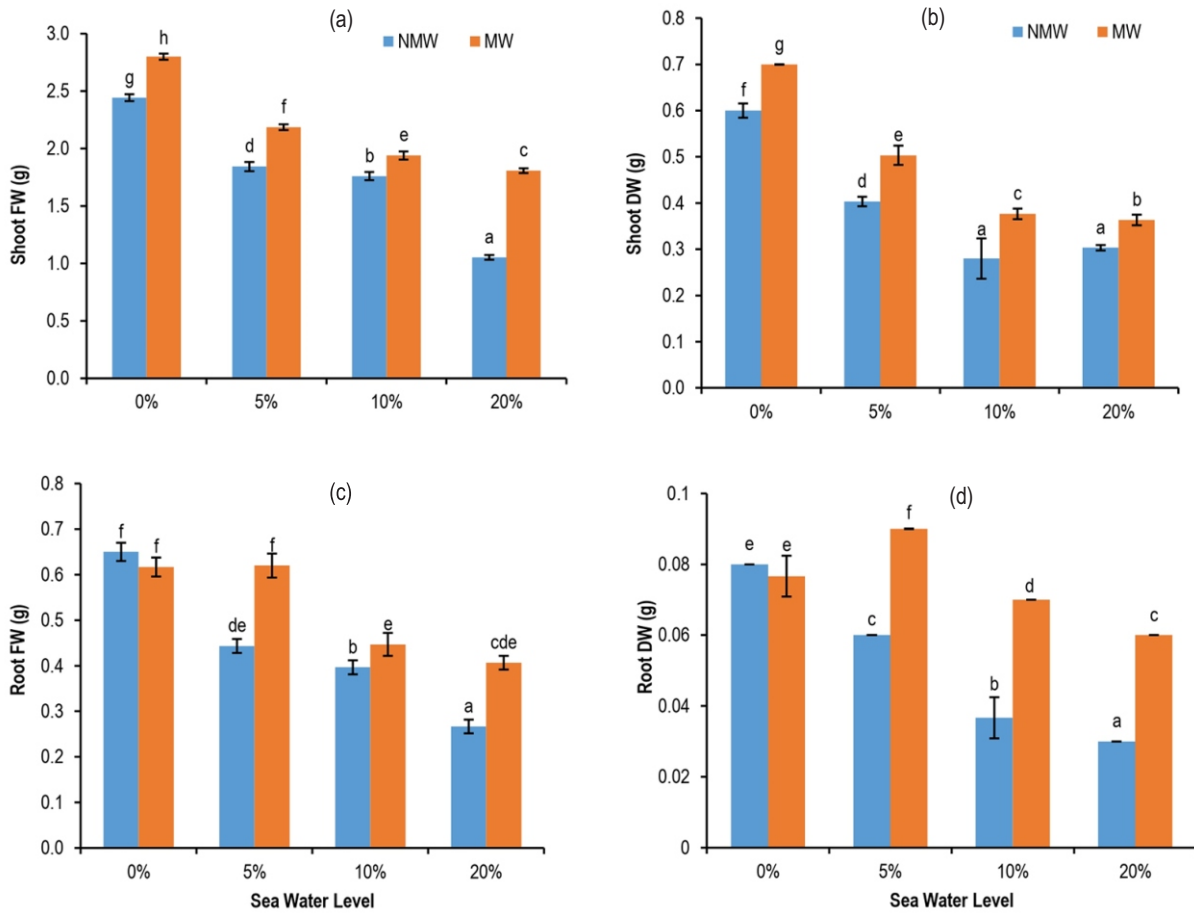 (a)
NMW MW
Shoot FW (g)
3.0
2.5
2.0
1.5
1.0
0.5
0.0
g h d f b e a c
0% 5% 10% 20%
(b)
NMW MW
Shoot DW (g)
0.8
0.7
0.6
0.5
0.4
0.3
0.2
0.1
0.0
f g d e a c a b
0% 5% 10% 20%
(c)
Root FW (g)
0.8
0.7
0.6
0.5
0.4
0.3
0.2
0.1
0.0
f f de f b e a cde
0% 5% 10% 20%
Sea Water Level
(d)
Root DW (g)
0.1
0.08
0.06
0.04
0.02
0
e e c f b d a c
0% 5% 10% 20%
Sea Water Level